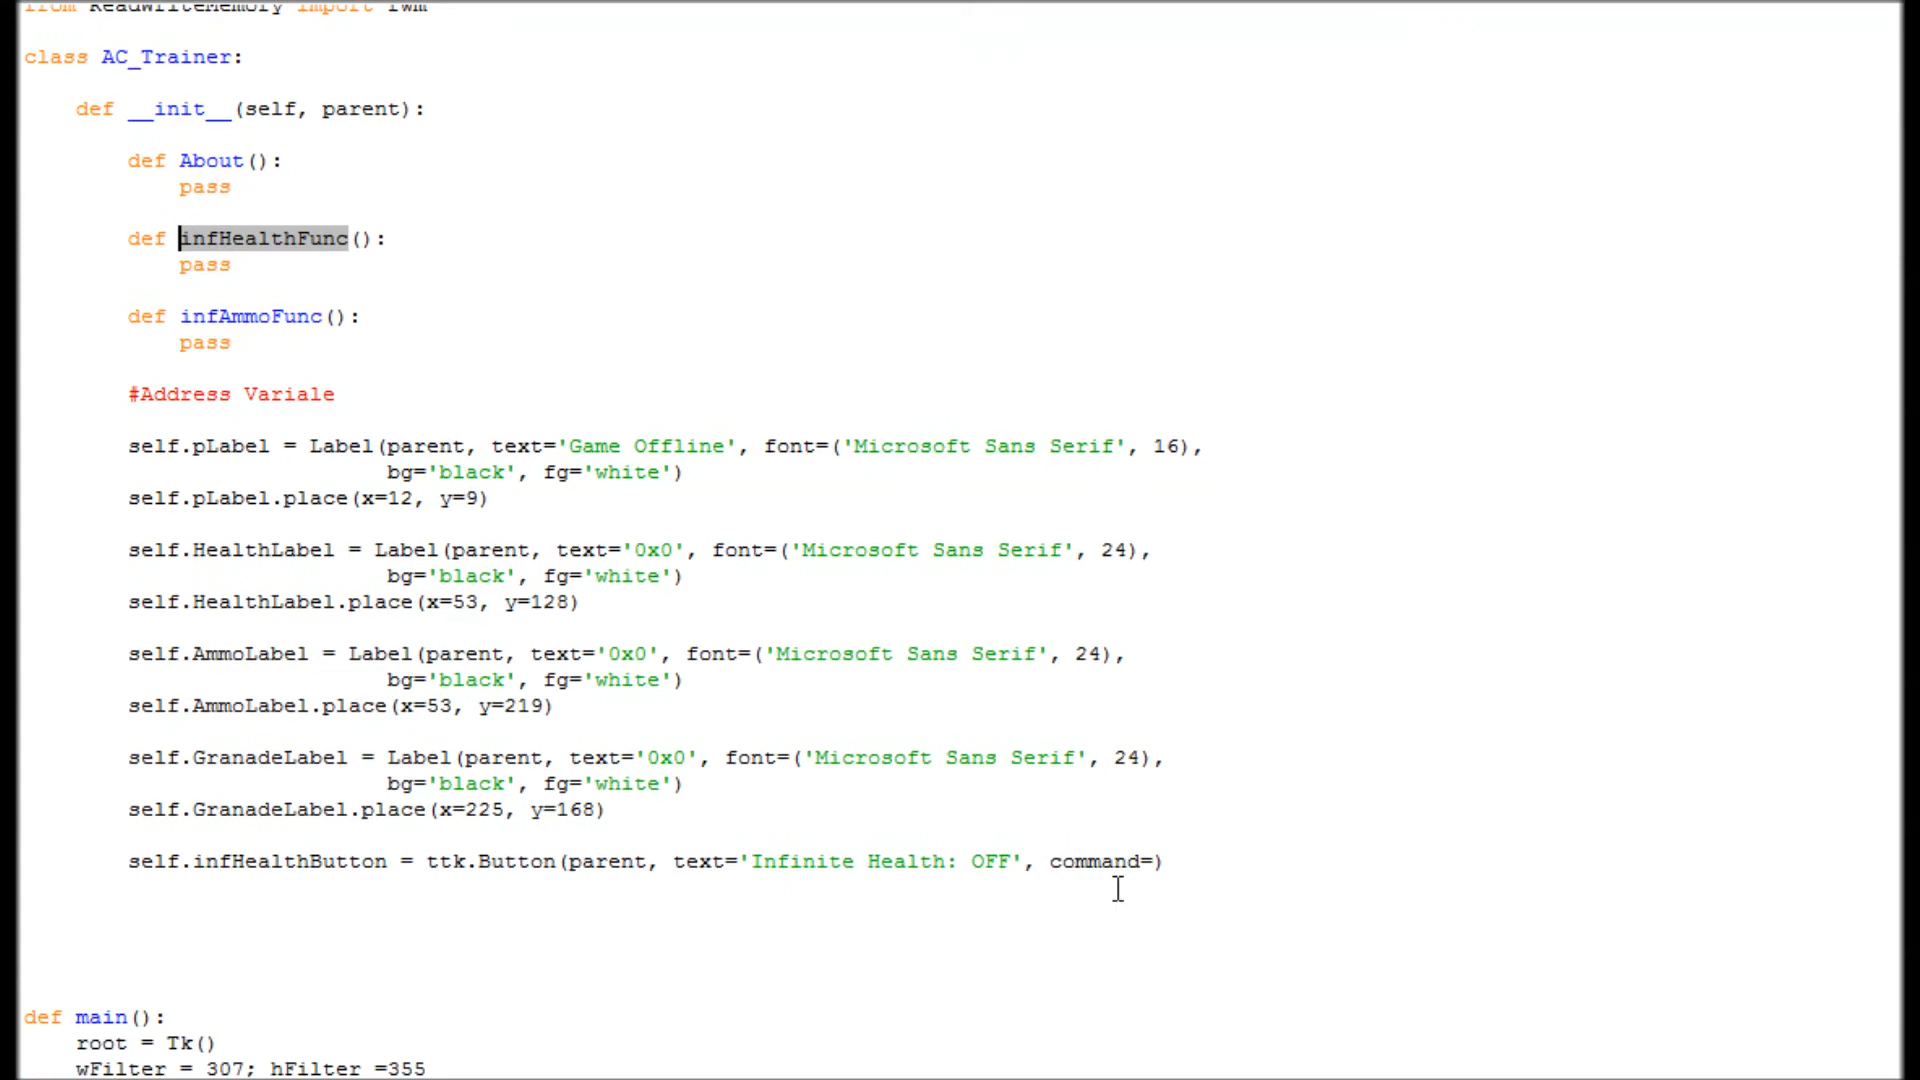 from ReadWriteMemory import rwm
class AC_Trainer:
def __init__(self, parent):
def About():
pass
def infHealthFunc():
pass
def infAmmoFunc():
pass
#Address Variale
self.pLabel = Label(parent, text='Game Offline', font=('Microsoft Sans Serif', 16),
bg='black', fg='white')
self.pLabel.place(x=12, y=9)
self.HealthLabel = Label(parent, text='0x0', font=('Microsoft Sans Serif', 24),
bg='black', fg='white')
self.HealthLabel.place(x=53, y=128)
self.AmmoLabel = Label(parent, text='0x0', font=('Microsoft Sans Serif', 24),
bg='black', fg='white')
self.AmmoLabel.place(x=53, y=219)
self.GranadeLabel = Label(parent, text='0x0', font=('Microsoft Sans Serif', 24),
bg='black', fg='white')
self.GranadeLabel.place(x=225, y=168)
self.infHealthButton = ttk.Button(parent, text='Infinite Health: OFF', command=)
def main():
root = Tk()
wFilter = 307; hFilter =355